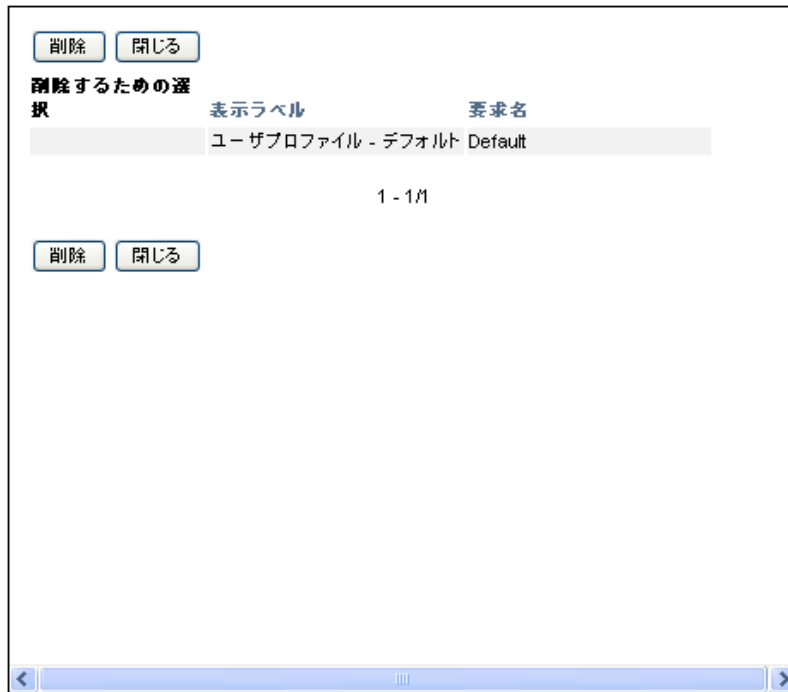 削除 閉じる
削除するための選
択 表示ラベル 要求名
ユーザプロファイル - デフォルト Default
1 - 1/1
削除 閉じる